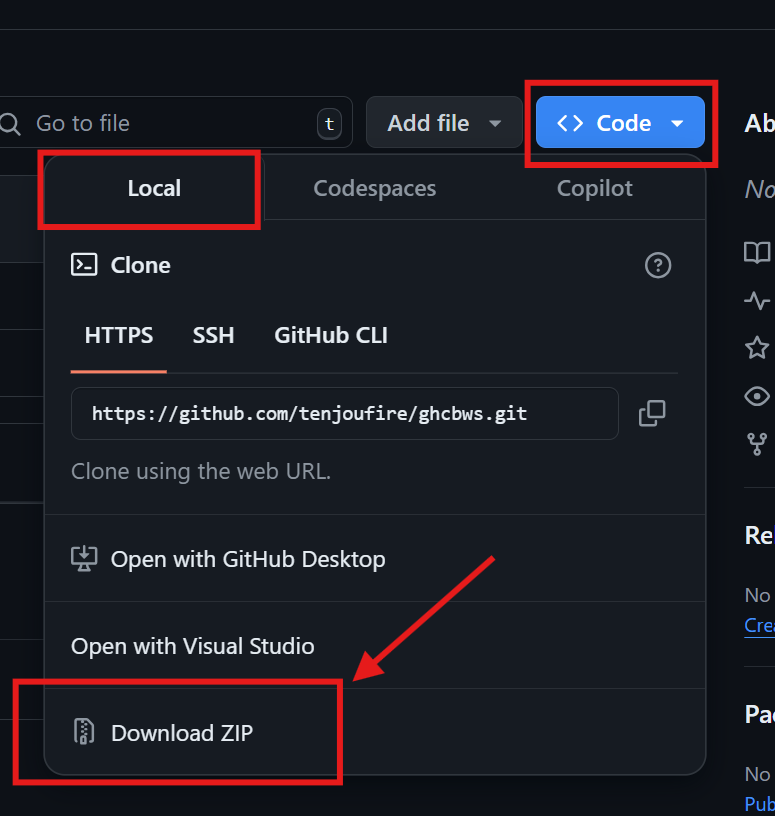 Go to file
t
Add file
Code
Local
Codespaces
Copilot
Clone
HTTPS
SSH
GitHub CLI
https://github.com/tenjoufire/ghcbws.git
Clone using the web URL.
Open with GitHub Desktop
Open with Visual Studio
Download ZIP
Ab
No
Re
No
Cre
Pa
No
Pub